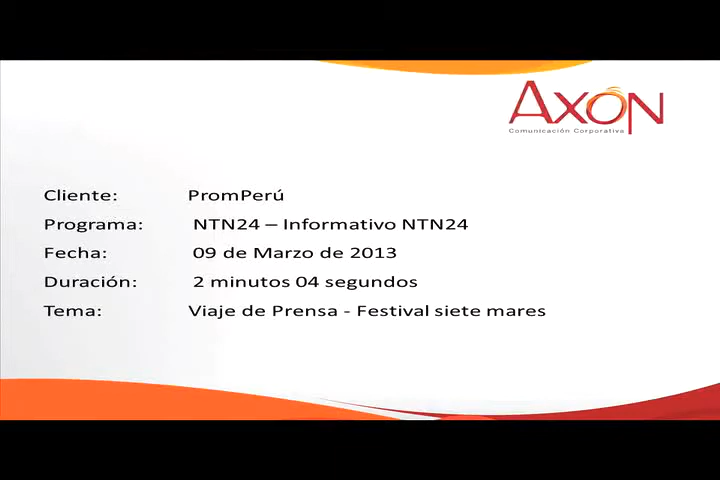 AXÓN
Comunicación Corporativa
Cliente: PromPerú
Programa: NTN24 – Informativo NTN24
Fecha: 09 de Marzo de 2013
Duración: 2 minutos 04 segundos
Tema: Viaje de Prensa - Festival siete mares